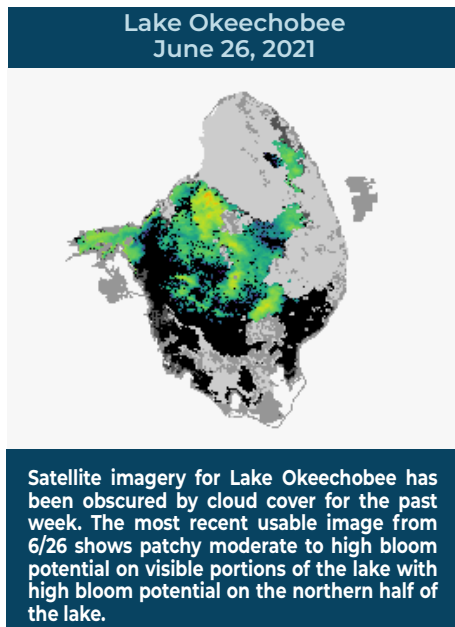 Lake Okeechobee
June 26, 2021
Satellite imagery for Lake Okeechobee has
been obscured by cloud cover for the past
week. The most recent usable image from
6/26 shows patchy moderate to high bloom
potential on visible portions of the lake with
high bloom potential on the northern half of
the lake.